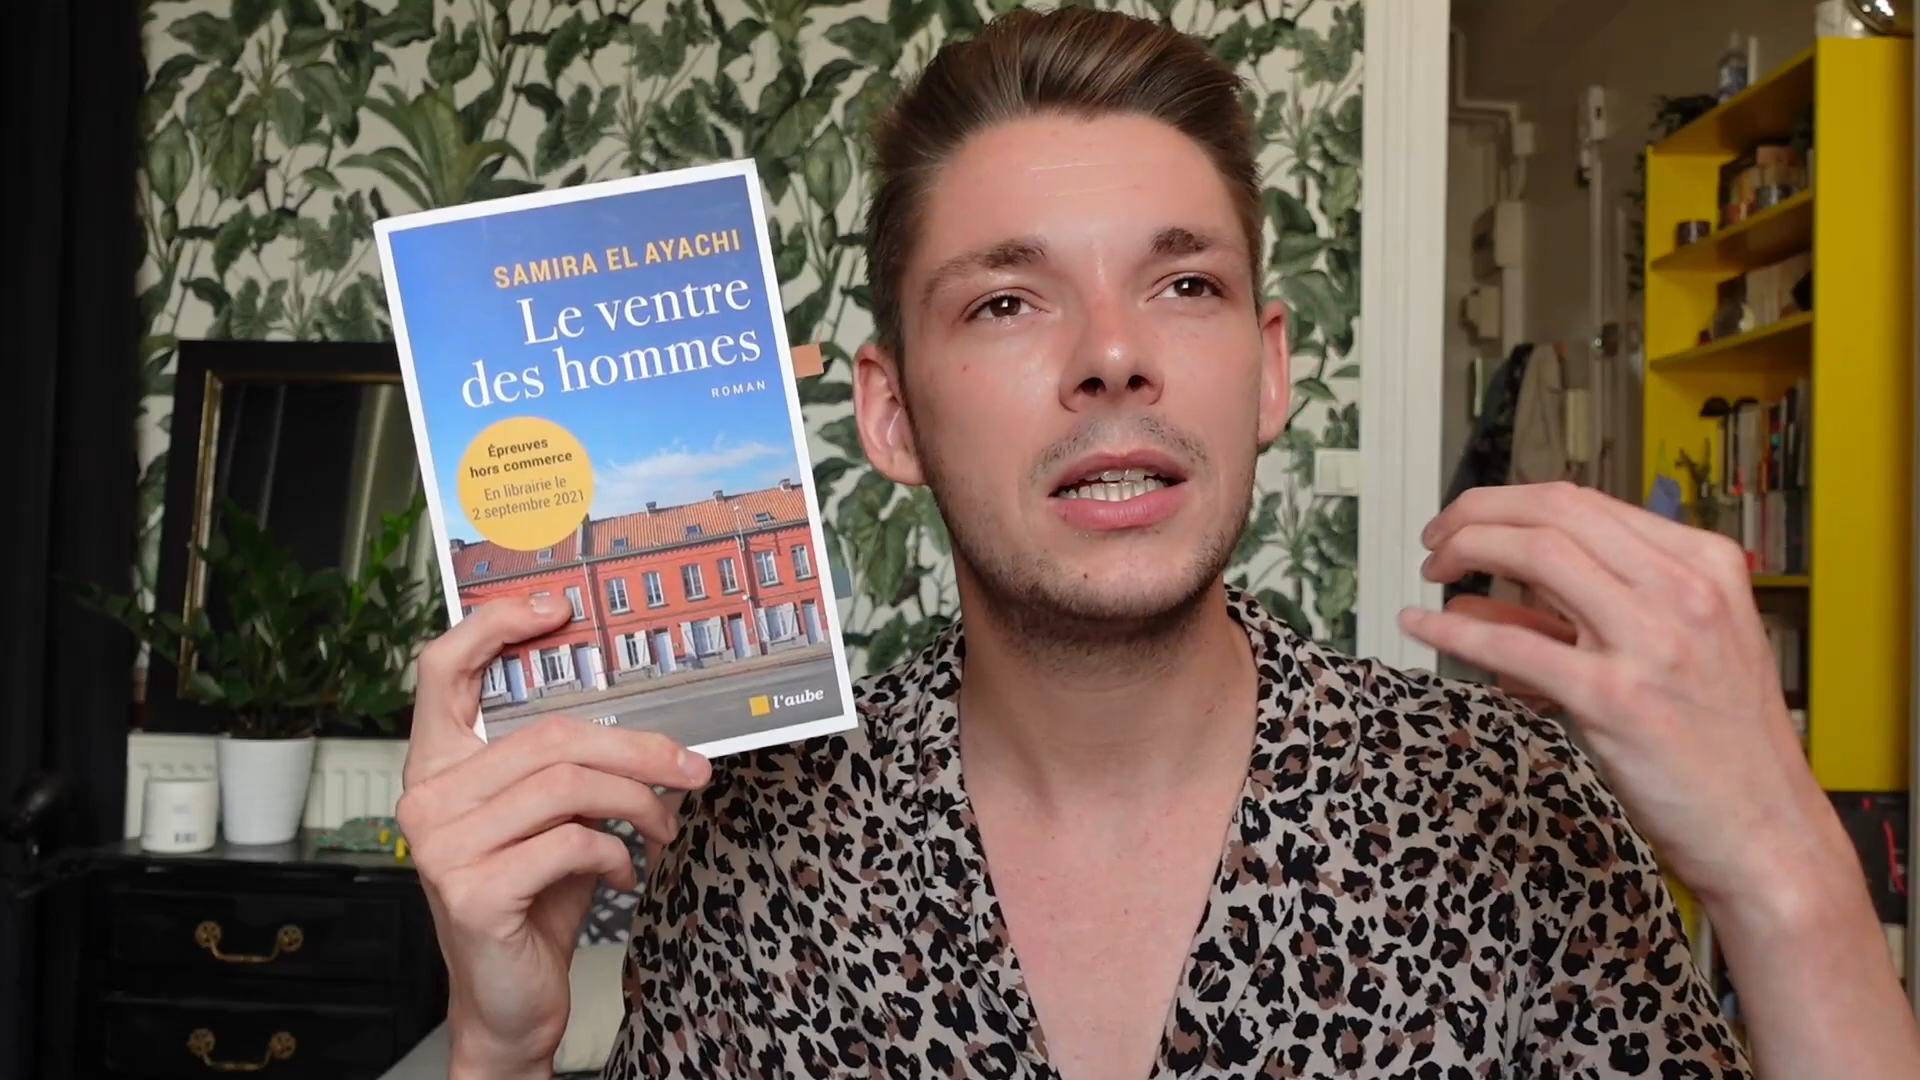 SAMIRA EL AYACHI
Le ventre
des hommes
ROMAN
Épreuves
hors commerce
En librairie le
2 septembre 2021
l'aube